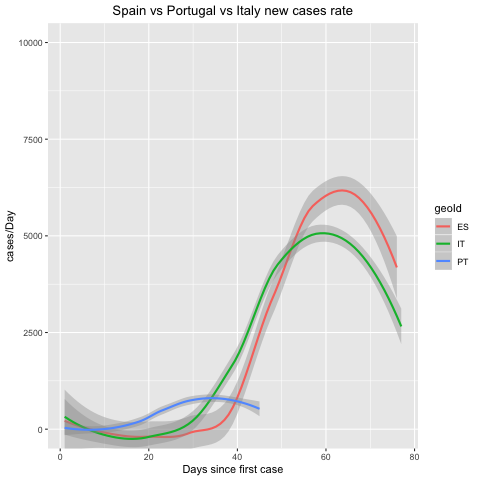 Spain vs Portugal vs Italy new cases rate
10000
7500
5000
2500
0
cases/Day
0 20 40 60 80
Days since first case
geoId
ES
IT
PT